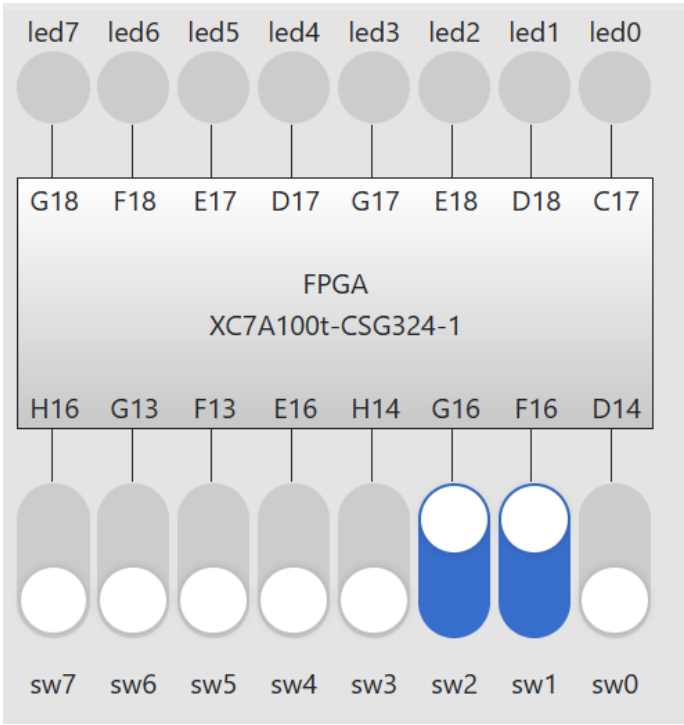 led7 led6 led5 led4 led3 led2 led1 led0
G18 F18 E17 D17 G17 E18 D18 C17
FPGA
XC7A100t-CSG324-1
H16 G13 F13 E16 H14 G16 F16 D14
sw7 sw6 sw5 sw4 sw3 sw2 sw1 sw0